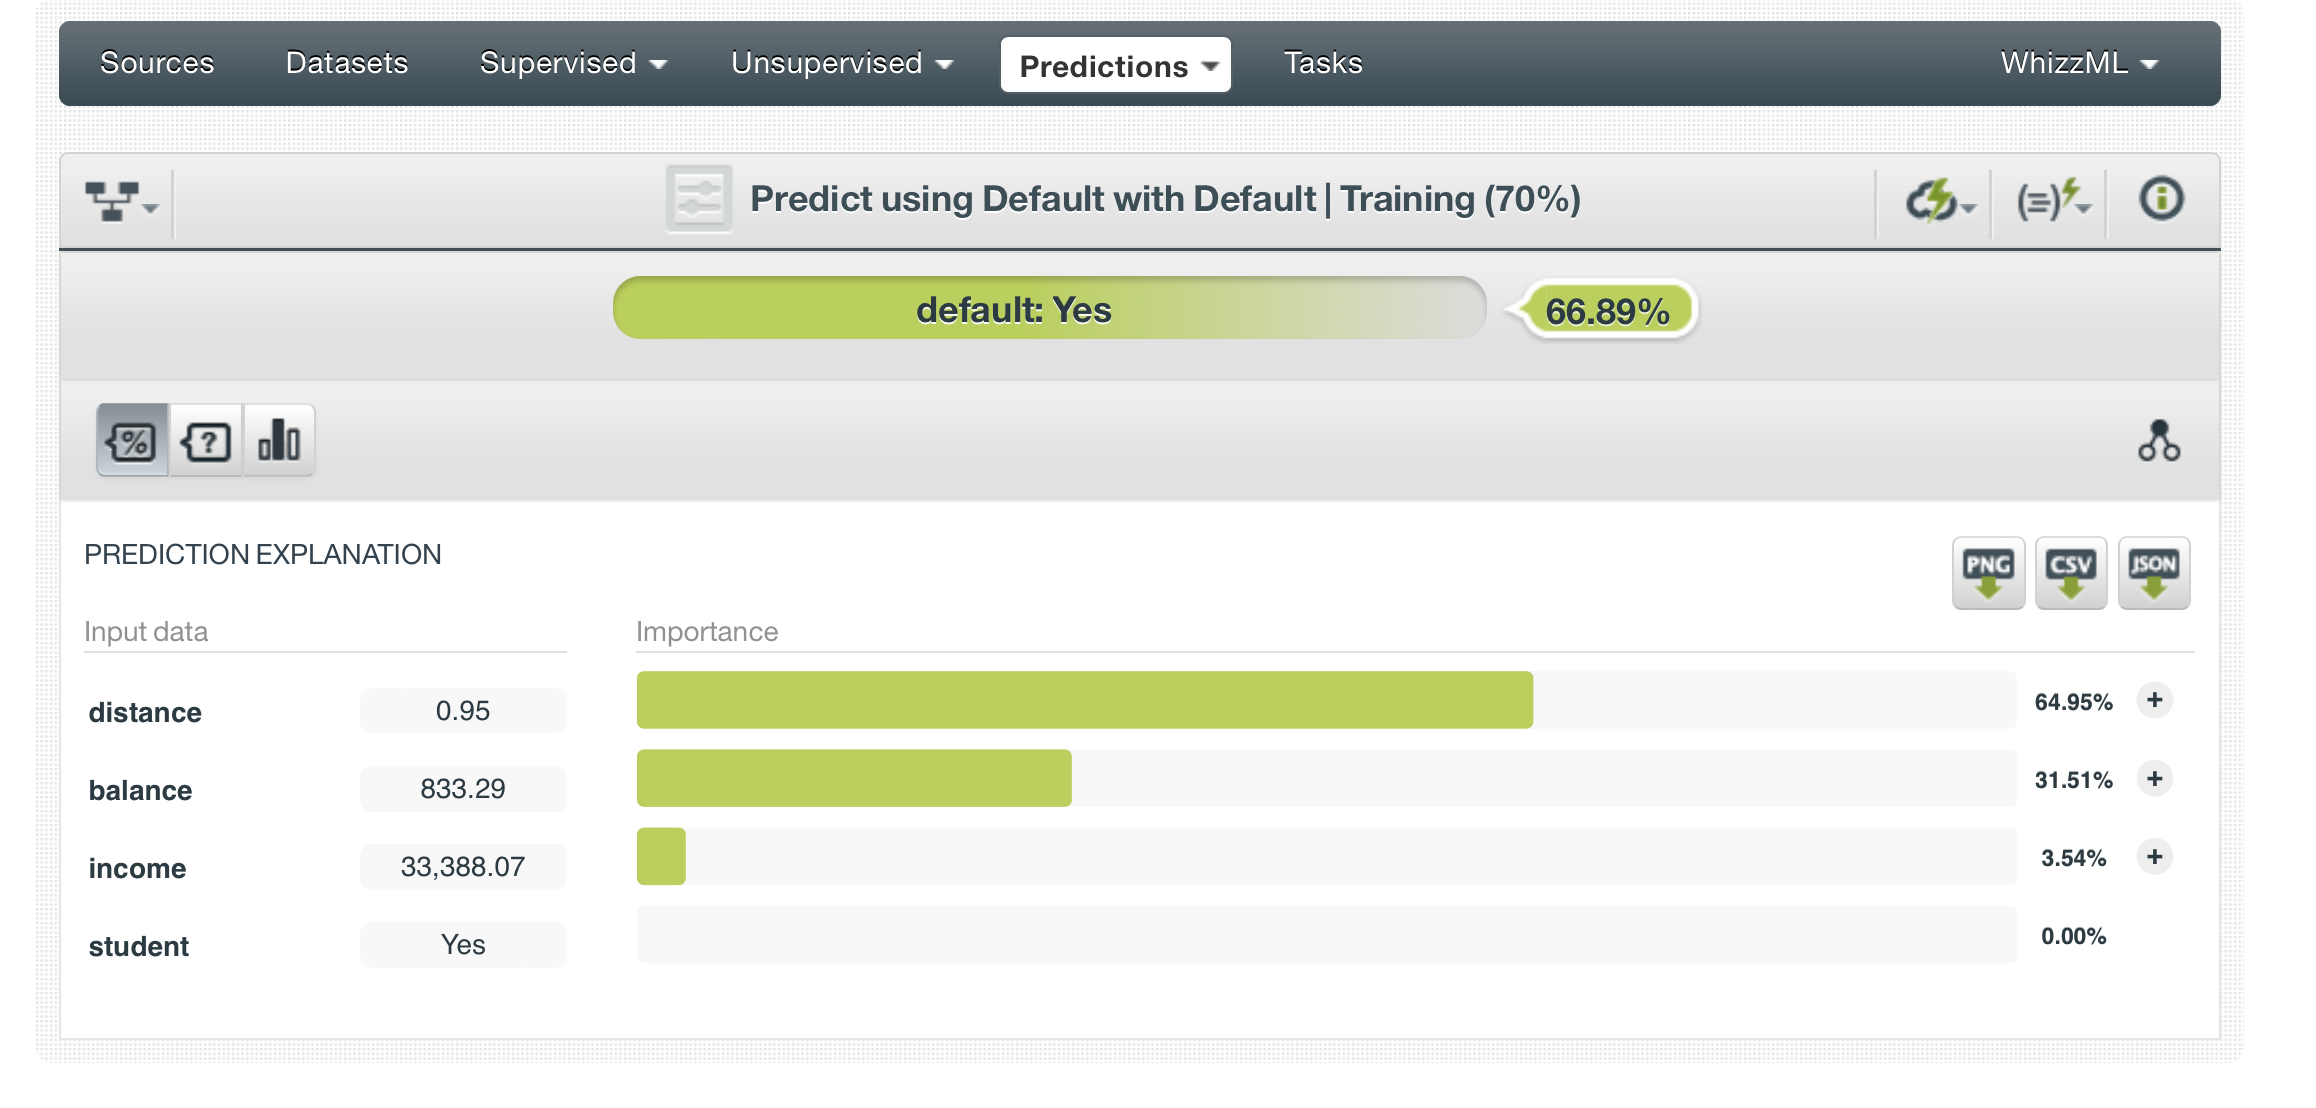 Sources Datasets Supervised Unsupervised Predictions Tasks WhizzML
Predict using Default with Default | Training (70%)
default: Yes 66.89%
PREDICTION EXPLANATION
PNG CSV JSON
Input data Importance
distance 0.95 64.95% +
balance 833.29 31.51% +
income 33,388.07 3.54% +
student Yes 0.00%